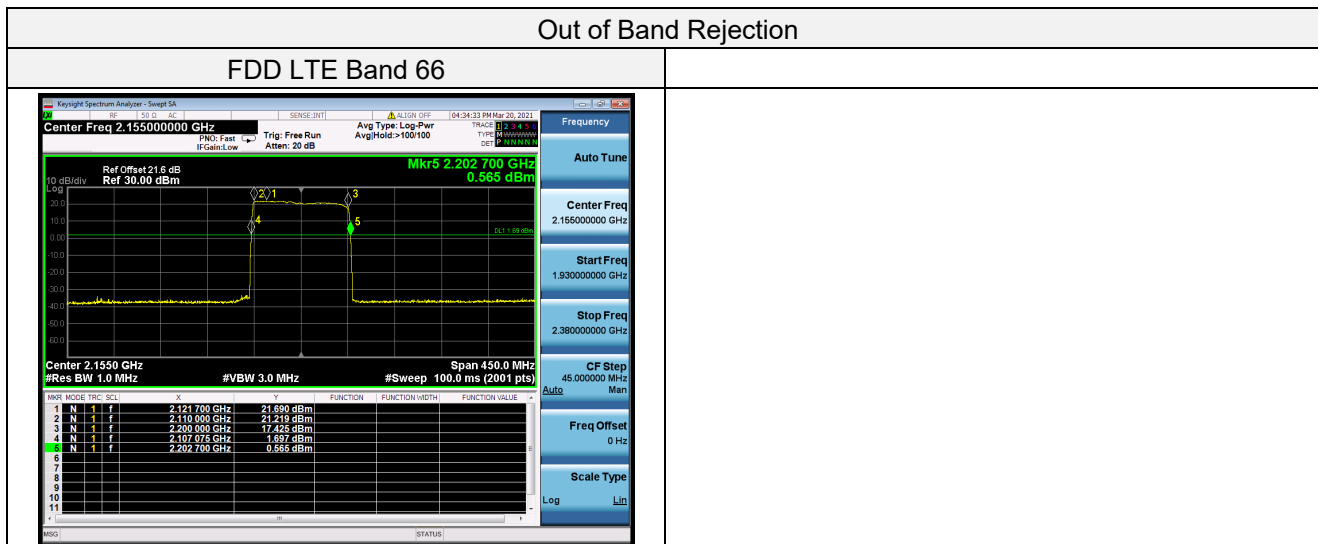 Out of Band Rejection
FDD LTE Band 66
Keysight Spectrum Analyzer - Swept SA
RF 50 Ω AC SENSE:INT ALIGN OFF 04:34:33 PM Mar 20, 2021
Center Freq 2.155000000 GHz
PNO: Fast
IFGain:Low
Trig: Free Run
Atten: 20 dB
Avg Type: Log-Pwr
Avg|Hold:>100/100
TRACE 1 2 3 4 5 6
TYPE M WWWWW
DET P NNNNN
Mkr5 2.202 700 GHz
0.565 dBm
Ref Offset 21.6 dB
10 dB/div Ref 30.00 dBm
Log
20.0
10.0
0.00
-10.0
-20.0
-30.0
-40.0
-50.0
-60.0
2 1 3
4 5
DL1 1.69 dBm
Center 2.1550 GHz Span 450.0 MHz
#Res BW 1.0 MHz #VBW 3.0 MHz #Sweep 100.0 ms (2001 pts)
MKR MODE TRC SCL X Y FUNCTION FUNCTION WIDTH FUNCTION VALUE
1 N 1 f 2.121 700 GHz 21.690 dBm
2 N 1 f 2.110 000 GHz 21.219 dBm
3 N 1 f 2.200 000 GHz 17.425 dBm
4 N 1 f 2.107 075 GHz 1.697 dBm
5 N 1 f 2.202 700 GHz 0.565 dBm
6
7
8
9
10
11
MSG STATUS
Frequency
Auto Tune
Center Freq
2.155000000 GHz
Start Freq
1.930000000 GHz
Stop Freq
2.380000000 GHz
CF Step
45.000000 MHz
Auto Man
Freq Offset
0 Hz
Scale Type
Log Lin